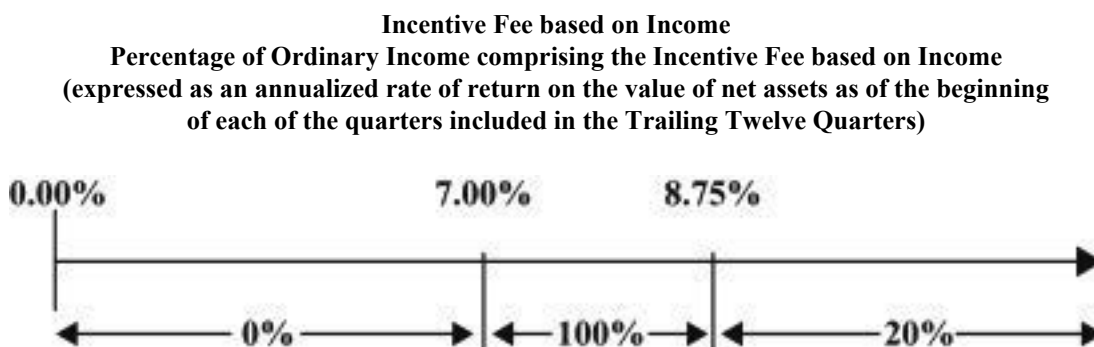 Incentive Fee based on Income
Percentage of Ordinary Income comprising the Incentive Fee based on Income
(expressed as an annualized rate of return on the value of net assets as of the beginning
of each of the quarters included in the Trailing Twelve Quarters)
0.00% 7.00% 8.75%
0% 100% 20%